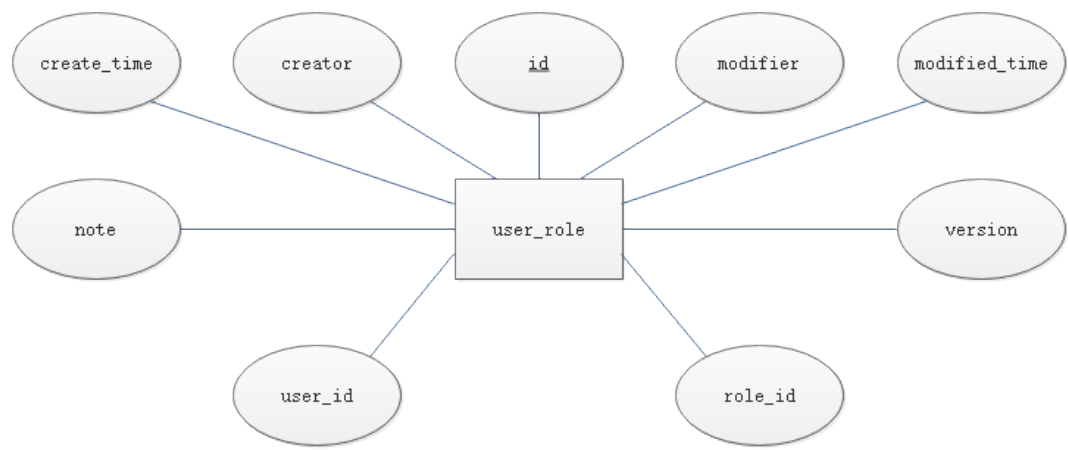 create_time
creator
id
modifier
modified_time
note
user_role
version
user_id
role_id